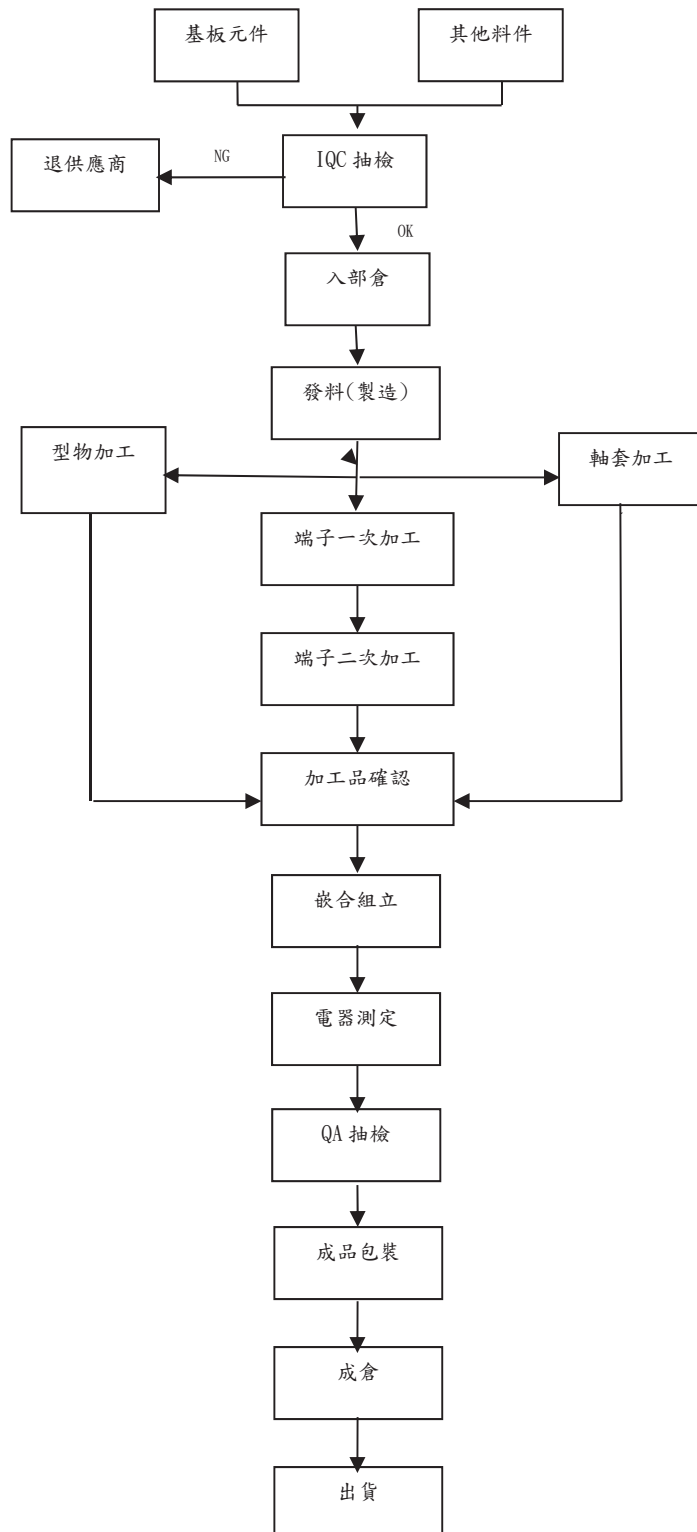 基板元件
其他料件
退供應商
NG
IQC 抽檢
OK
入部倉
發料(製造)
型物加工
軸套加工
端子一次加工
端子二次加工
加工品確認
嵌合組立
電器測定
QA 抽檢
成品包裝
成倉
出貨